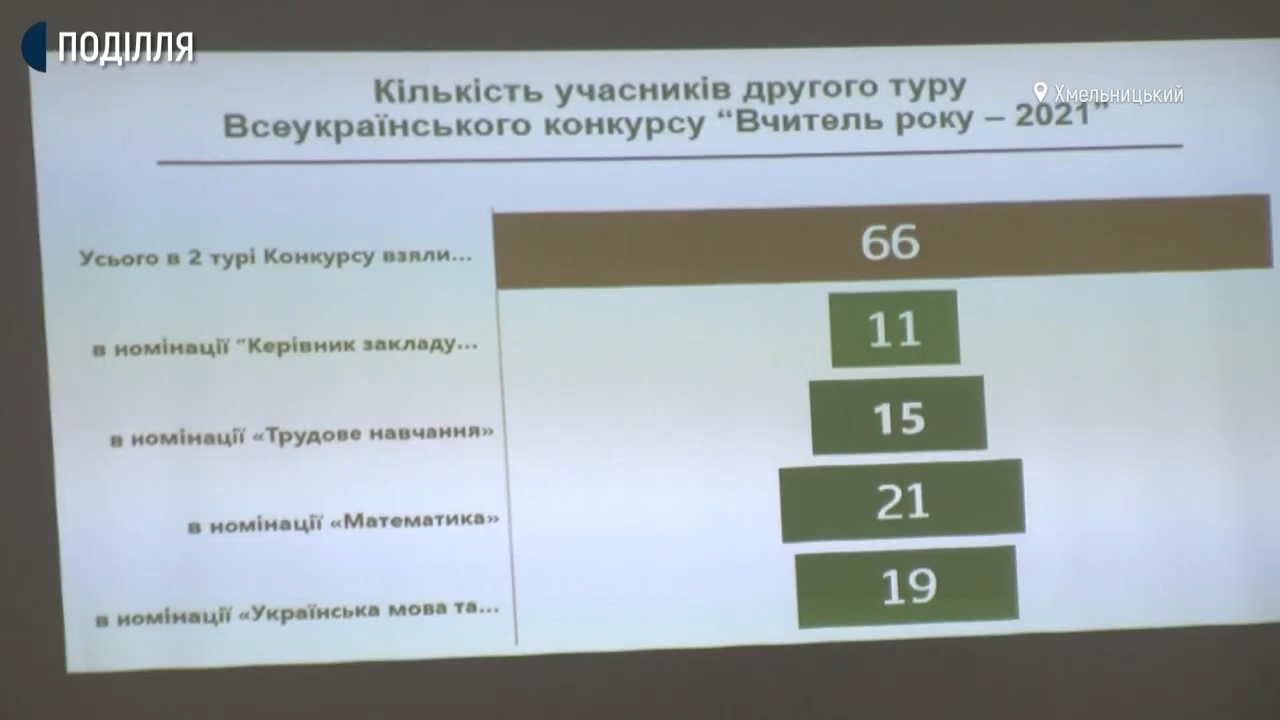 ПОДІЛЛЯ
Хмельницький
Кількість учасників другого туру
Всеукраїнського конкурсу “Вчитель року – 2021”
Усього в 2 турі Конкурсу взяли...
66
в номінації “Керівник закладу...
11
в номінації «Трудове навчання»
15
в номінації «Математика»
21
в номінації «Українська мова та...
19